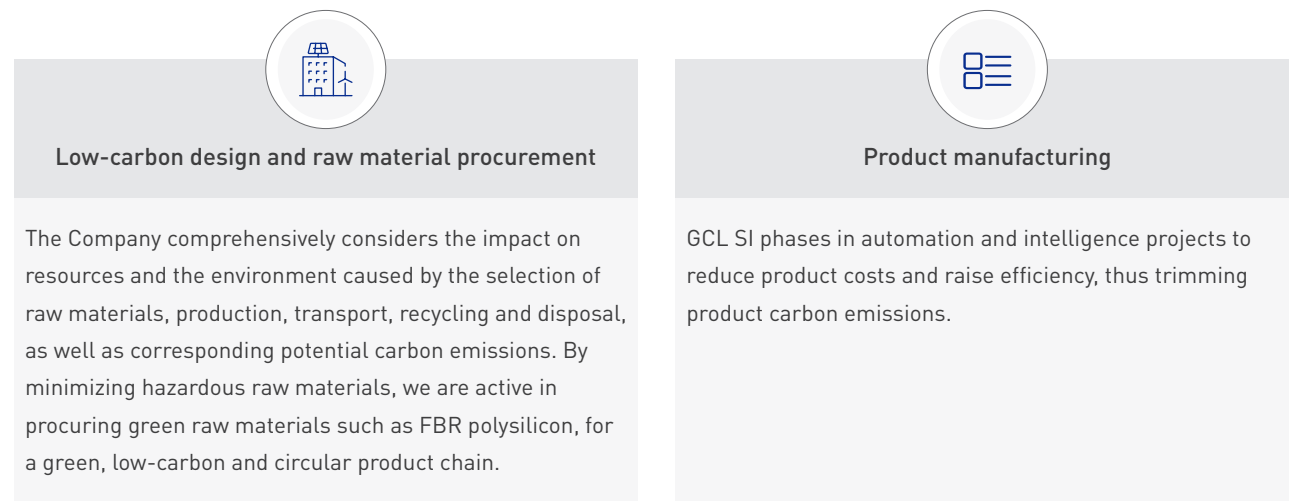 Low-carbon design and raw material procurement
The Company comprehensively considers the impact on
resources and the environment caused by the selection of
raw materials, production, transport, recycling and disposal,
as well as corresponding potential carbon emissions. By
minimizing hazardous raw materials, we are active in
procuring green raw materials such as FBR polysilicon, for
a green, low-carbon and circular product chain.
Product manufacturing
GCL SI phases in automation and intelligence projects to
reduce product costs and raise efficiency, thus trimming
product carbon emissions.